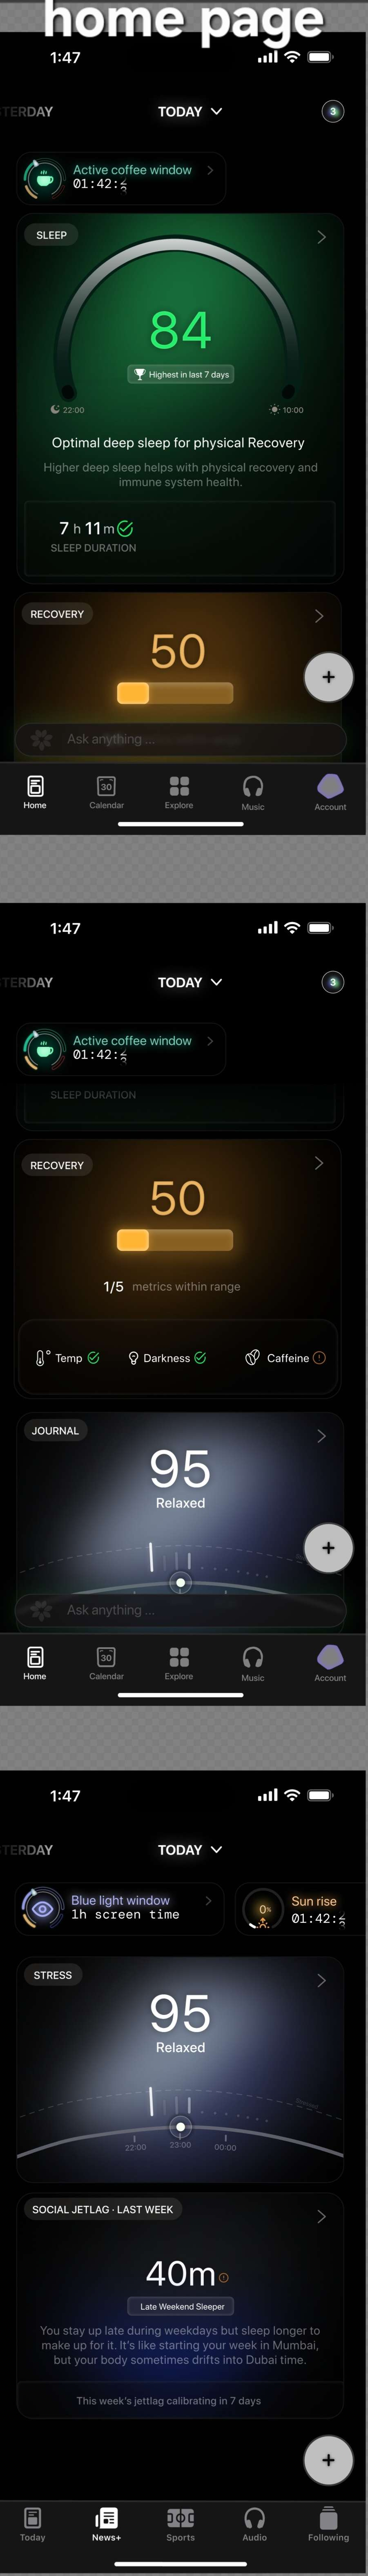 home page
1:47
TERDAY
TODAY
3
Active coffee window
01:42:
SLEEP
84
Highest in last 7 days
22:00
10:00
Optimal deep sleep for physical Recovery
Higher deep sleep helps with physical recovery and
immune system health.
7 h 11 m
SLEEP DURATION
RECOVERY
50
Ask anything ...
Home
30
Calendar
Explore
Music
Account
1:47
TERDAY
TODAY
3
Active coffee window
01:42:
SLEEP DURATION
RECOVERY
50
1/5 metrics within range
Temp
Darkness
Caffeine
JOURNAL
95
Relaxed
Ask anything ...
Home
30
Calendar
Explore
Music
Account
1:47
TERDAY
TODAY
Blue light window
1h screen time
0%
Sun rise
01:42:
STRESS
95
Relaxed
22:00
23:00
00:00
SOCIAL JETLAG · LAST WEEK
40m
Late Weekend Sleeper
You stay up late during weekdays but sleep longer to
make up for it. It's like starting your week in Mumbai,
but your body sometimes drifts into Dubai time.
This week's jettlag calibrating in 7 days
Today
News+
Sports
Audio
Following